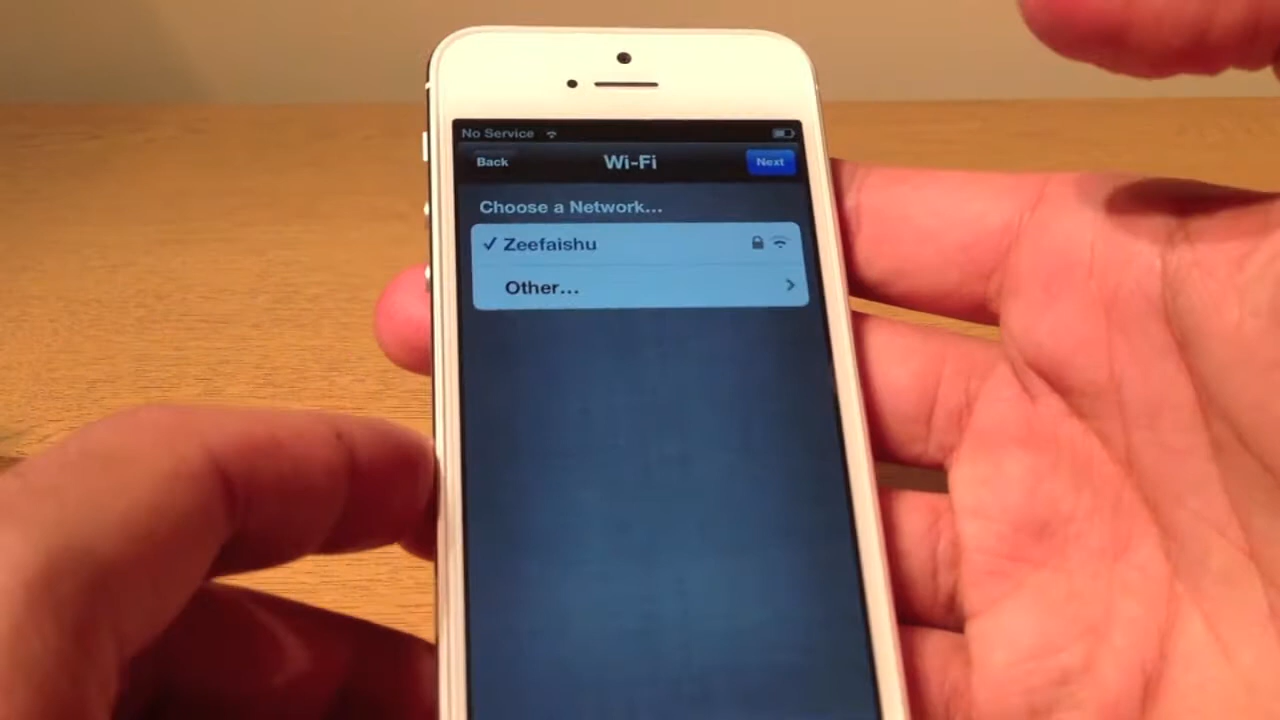 No Service
Back Wi-Fi Next
Choose a Network...
✓ Zeefaishu
Other...